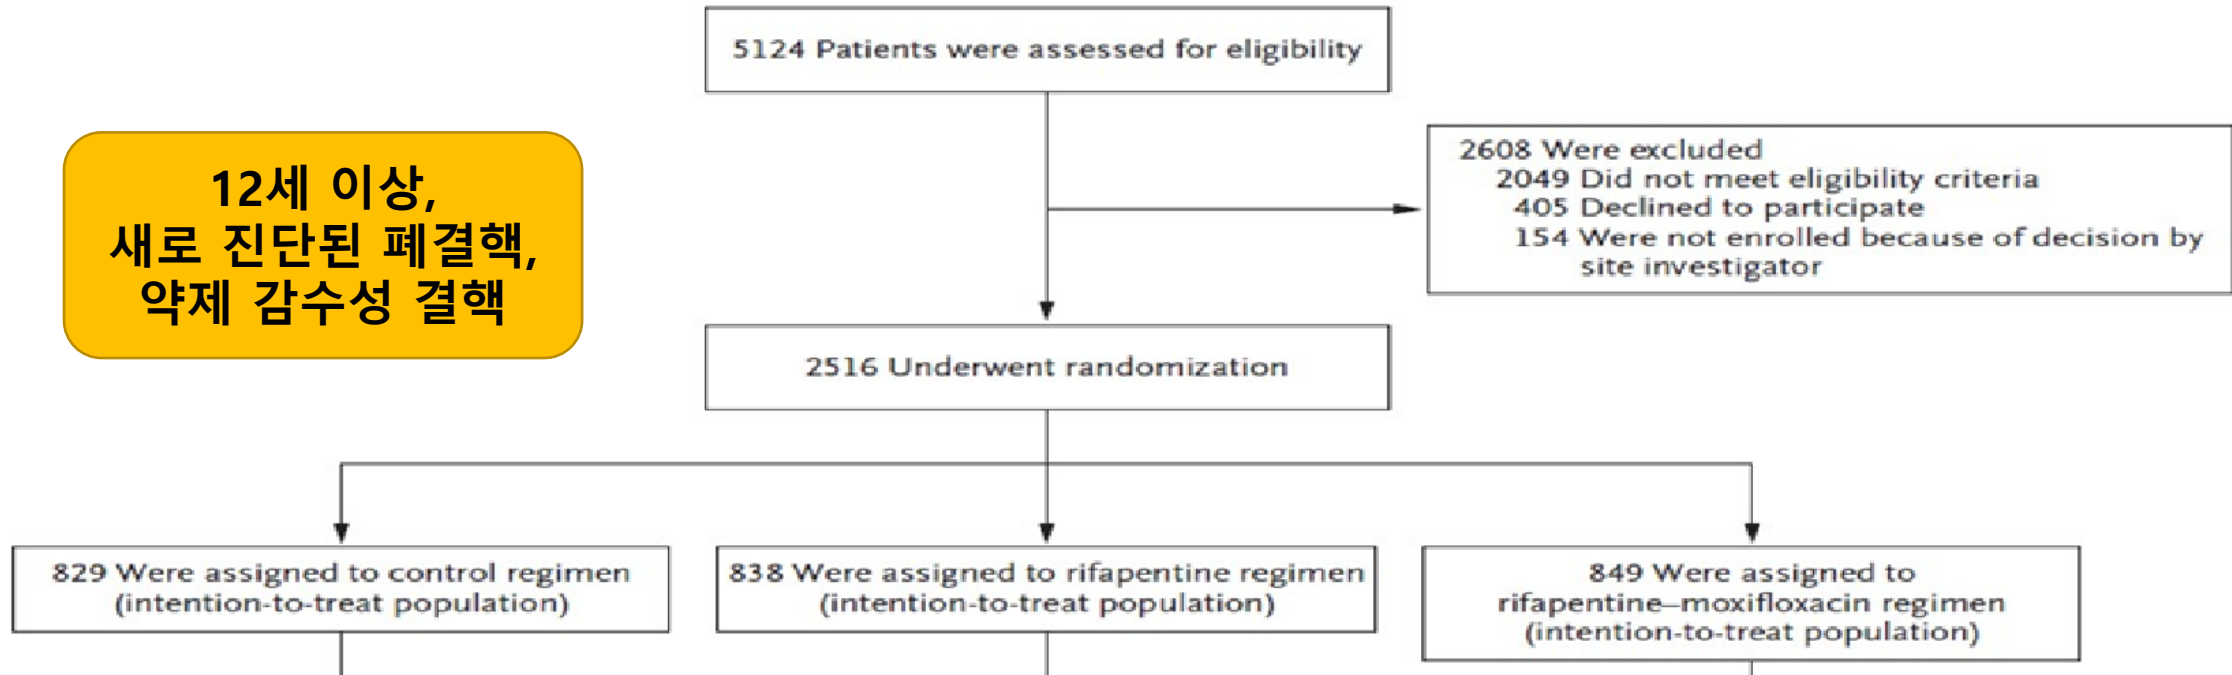 5124 Patients were assessed for eligibility
12세 이상,
새로 진단된 폐결핵,
약제 감수성 결핵
2608 Were excluded
2049 Did not meet eligibility criteria
405 Declined to participate
154 Were not enrolled because of decision by
site investigator
2516 Underwent randomization
829 Were assigned to control regimen
(intention-to-treat population)
838 Were assigned to rifapentine regimen
(intention-to-treat population)
849 Were assigned to
rifapentine–moxifloxacin regimen
(intention-to-treat population)